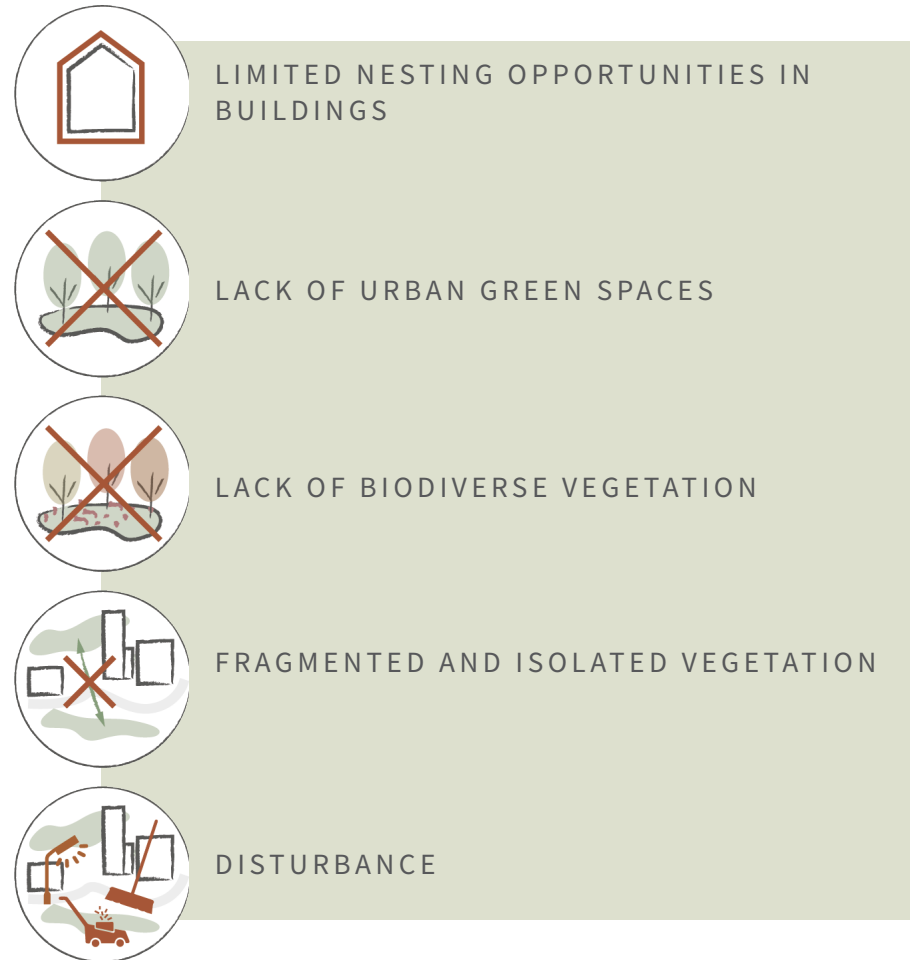 LIMITED NESTING OPPORTUNITIES IN
BUILDINGS
LACK OF URBAN GREEN SPACES
LACK OF BIODIVERSE VEGETATION
FRAGMENTED AND ISOLATED VEGETATION
DISTURBANCE